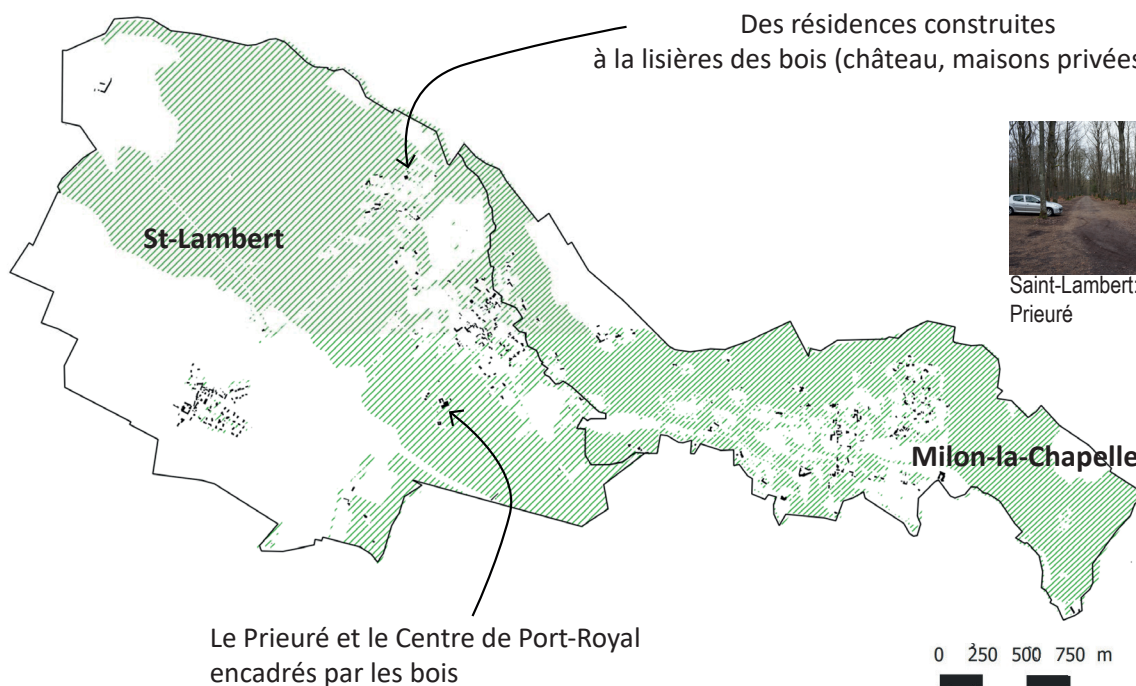 Des résidences construites
à la lisières des bois (château, maisons privées
St-Lambert
Saint-Lambert:
Prieuré
Milon-la-Chapelle
Le Prieuré et le Centre de Port-Royal
encadrés par les bois
0 250 500 750 m